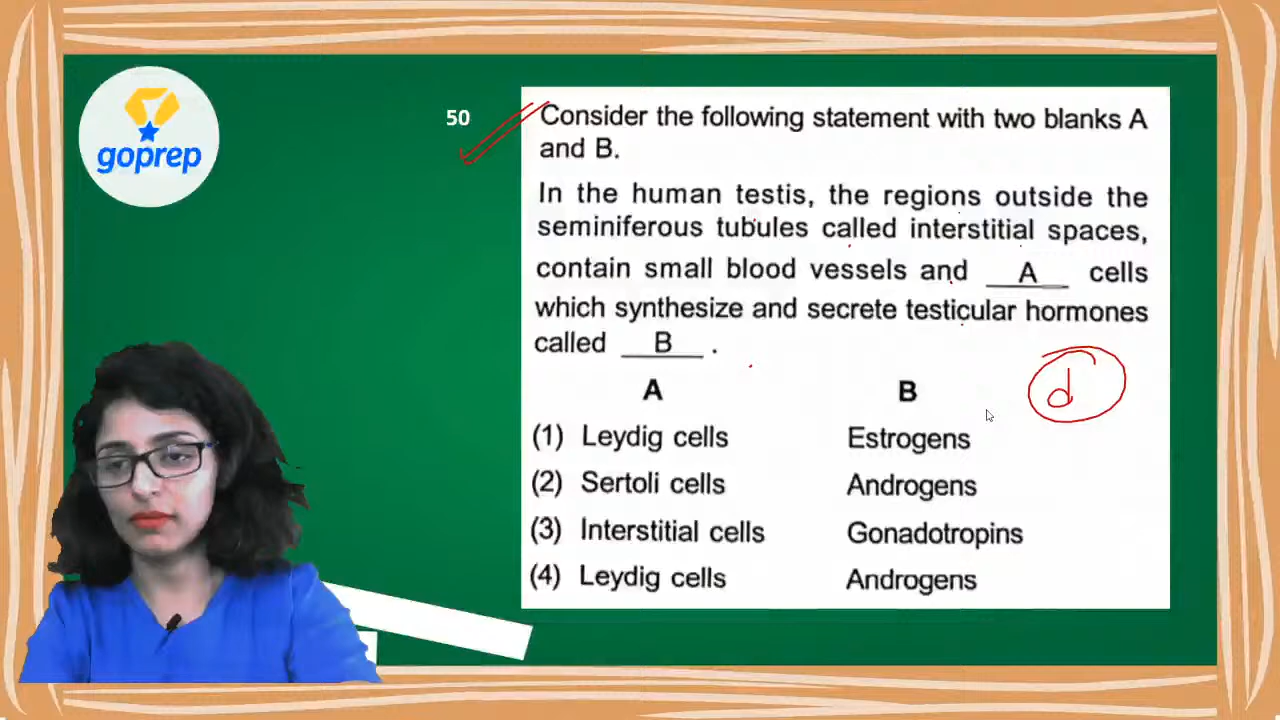 goprep
50
Consider the following statement with two blanks A
and B.
In the human testis, the regions outside the
seminiferous tubules called interstitial spaces,
contain small blood vessels and A cells
which synthesize and secrete testicular hormones
called B .
A B
d
(1) Leydig cells Estrogens
(2) Sertoli cells Androgens
(3) Interstitial cells Gonadotropins
(4) Leydig cells Androgens